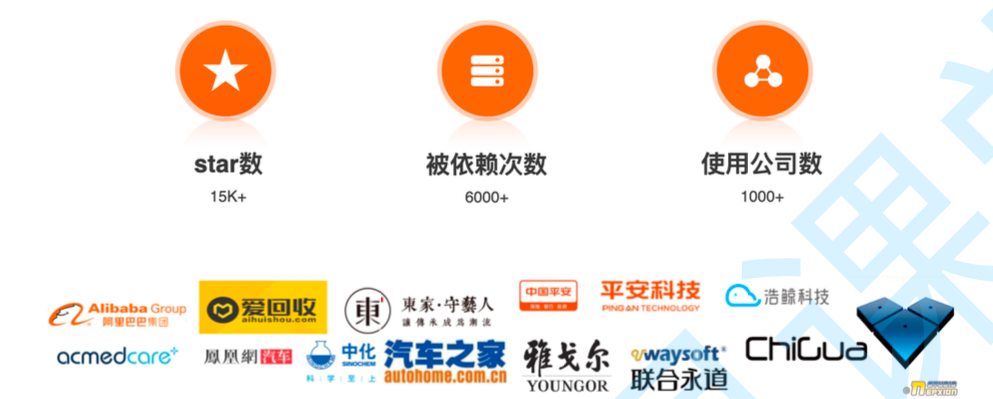 star数
15K+
被依赖次数
6000+
使用公司数
1000+
Alibaba Group
阿里巴巴集团
爱回收
aihuishou.com
東
東家·守藝人
讓傳承成為潮流
中国平安
平安科技
PINGAN TECHNOLOGY
浩鲸科技
acmedcare+
鳳凰網汽车
中化
SINOCHEM
科学至上
汽车之家
autohome.com.cn
雅戈尔
YOUNGOR
waysoft
联合永道
ChiGua
NEPXION